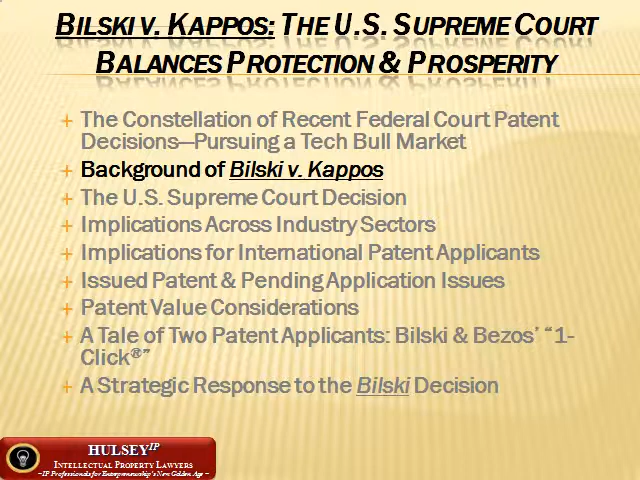 BILSKI V. KAPPOS: THE U.S. SUPREME COURT
BALANCES PROTECTION & PROSPERITY
+ The Constellation of Recent Federal Court Patent
Decisions—Pursuing a Tech Bull Market
+ Background of Bilski v. Kappos
+ The U.S. Supreme Court Decision
+ Implications Across Industry Sectors
+ Implications for International Patent Applicants
+ Issued Patent & Pending Application Issues
+ Patent Value Considerations
+ A Tale of Two Patent Applicants: Bilski & Bezos’ “1-
Click®”
+ A Strategic Response to the Bilski Decision
HULSEY IP
INTELLECTUAL PROPERTY LAWYERS
~IP Professionals for Entrepreneurship's New Golden Age~